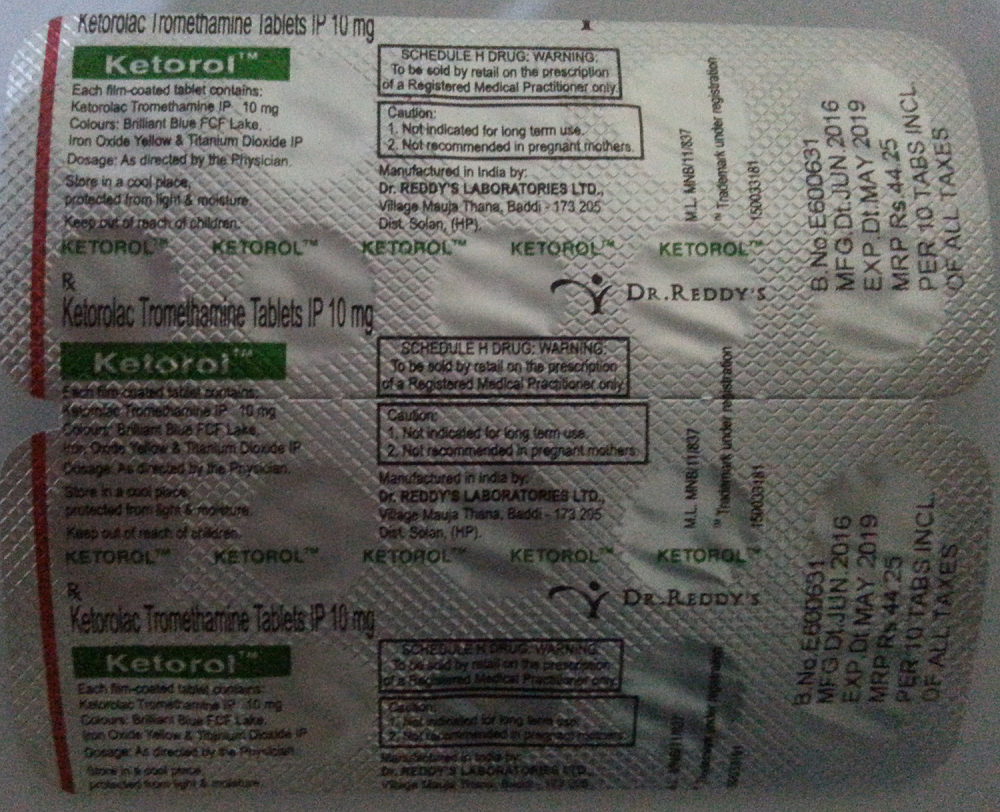 Ketorolac Tromethamine Tablets IP 10 mg
Ketorol™
Each film-coated tablet contains:
Ketorolac Tromethamine IP 10 mg
Colours: Brilliant Blue FCF Lake,
Iron Oxide Yellow & Titanium Dioxide IP
Dosage: As directed by the Physician.
Store in a cool place,
protected from light & moisture.
Keep out of reach of children.
SCHEDULE H DRUG: WARNING:
To be sold by retail on the prescription
of a Registered Medical Practitioner only.
Caution:
1. Not indicated for long term use.
2. Not recommended in pregnant mothers.
Manufactured in India by:
Dr. REDDY'S LABORATORIES LTD.,
Village Mauja Thana, Baddi - 173 205
Dist. Solan, (HP).
M.L. MNB/11/837
™ Trademark under registration
150033181
B.No E600631
MFG.Dt.JUN 2016
EXP Dt.MAY 2019
MRP Rs 44.25
PER 10 TABS INCL.
OF ALL TAXES
KETOROL™ KETOROL™ KETOROL™ KETOROL™ KETOROL™
DR.REDDY'S
Rx
Ketorolac Tromethamine Tablets IP 10 mg
Ketorol™
Each film-coated tablet contains:
Ketorolac Tromethamine IP 10 mg
Colours: Brilliant Blue FCF Lake,
Iron Oxide Yellow & Titanium Dioxide IP
Dosage: As directed by the Physician.
Store in a cool place,
protected from light & moisture.
Keep out of reach of children.
SCHEDULE H DRUG: WARNING:
To be sold by retail on the prescription
of a Registered Medical Practitioner only.
Caution:
1. Not indicated for long term use.
2. Not recommended in pregnant mothers.
Manufactured in India by:
Dr. REDDY'S LABORATORIES LTD.,
Village Mauja Thana, Baddi - 173 205
Dist. Solan, (HP).
M.L. MNB/11/837
™ Trademark under registration
150033181
B.No E600631
MFG Dt.JUN 2016
EXP Dt MAY 2019
MRP Rs 44 25
PER 10 TABS INCL.
OF ALL TAXES
KETOROL™ KETOROL™ KETOROL™ KETOROL™ KETOROL™
DR.REDDY'S
Rx
Ketorolac Tromethamine Tablets IP 10 mg
Ketorol™
Each film-coated tablet contains:
Ketorolac Tromethamine IP 10 mg
Colours: Brilliant Blue FCF Lake,
Iron Oxide Yellow & Titanium Dioxide IP
Dosage: As directed by the Physician.
Store in a cool place,
protected from light & moisture.
SCHEDULE H DRUG: WARNING:
To be sold by retail on the prescription
of a Registered Medical Practitioner only.
Caution:
1. Not indicated for long term use.
2. Not recommended in pregnant mothers.
Manufactured in India by:
Dr. REDDY'S LABORATORIES LTD.,
Village Mauja Thana,